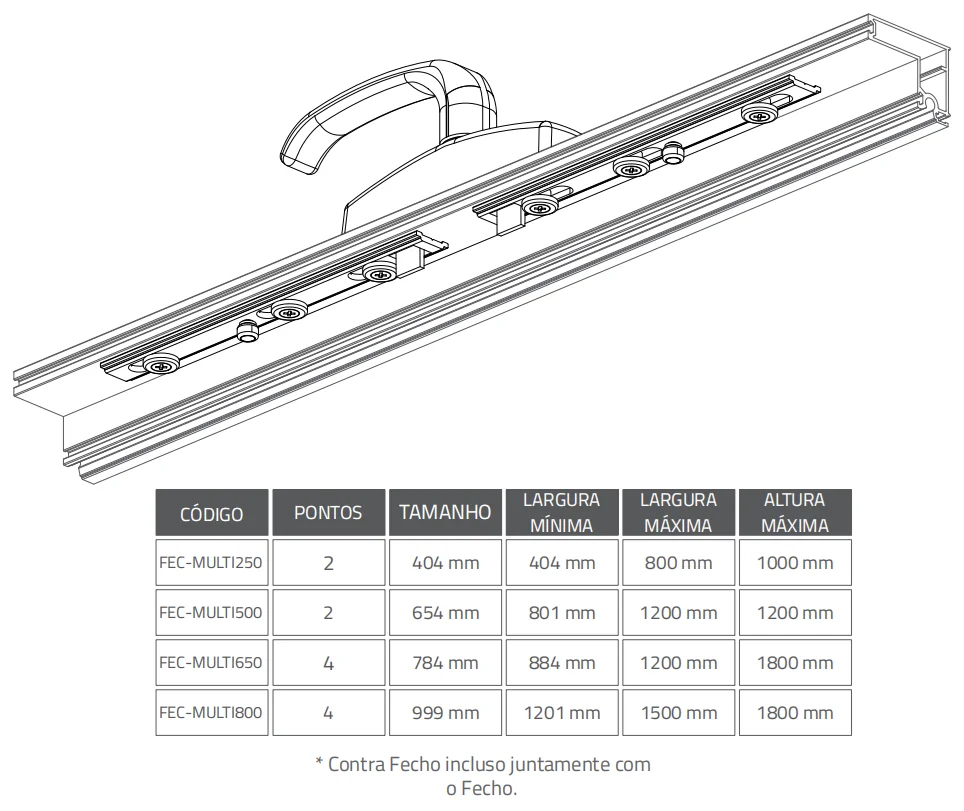 CÓDIGO PONTOS TAMANHO LARGURA MÍNIMA LARGURA MÁXIMA ALTURA MÁXIMA
FEC-MULTI250 2 404 mm 404 mm 800 mm 1000 mm
FEC-MULTI500 2 654 mm 801 mm 1200 mm 1200 mm
FEC-MULTI650 4 784 mm 884 mm 1200 mm 1800 mm
FEC-MULTI800 4 999 mm 1201 mm 1500 mm 1800 mm
* Contra Fecho incluso juntamente com
o Fecho.